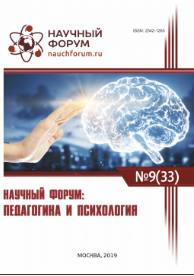 НАУЧНЫЙ
ФОРУМ
nauchforum.ru
ISSN: 2542-1255
№9(33)
НАУЧНЫЙ ФОРУМ:
ПЕДАГОГИКА И ПСИХОЛОГИЯ
МОСКВА, 2019